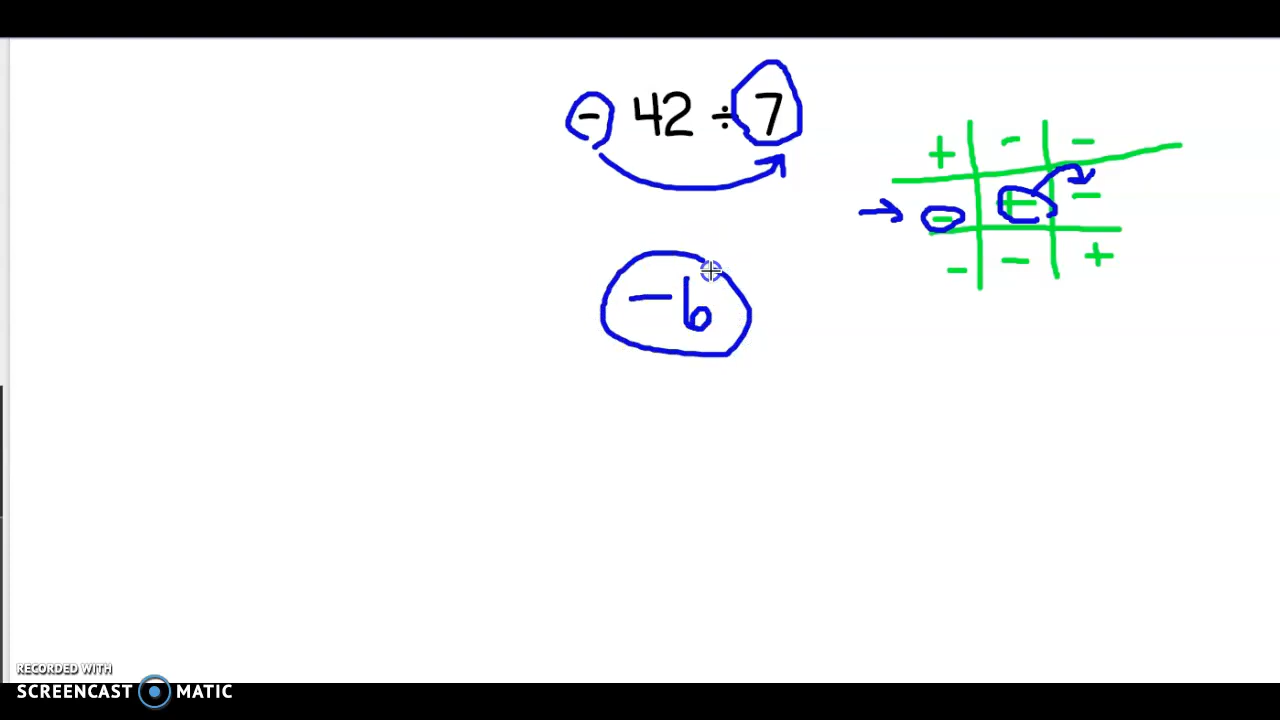 - 42 ÷ 7
+ - -
- + -
- - +
-6
RECORDED WITH
SCREENCAST MATIC